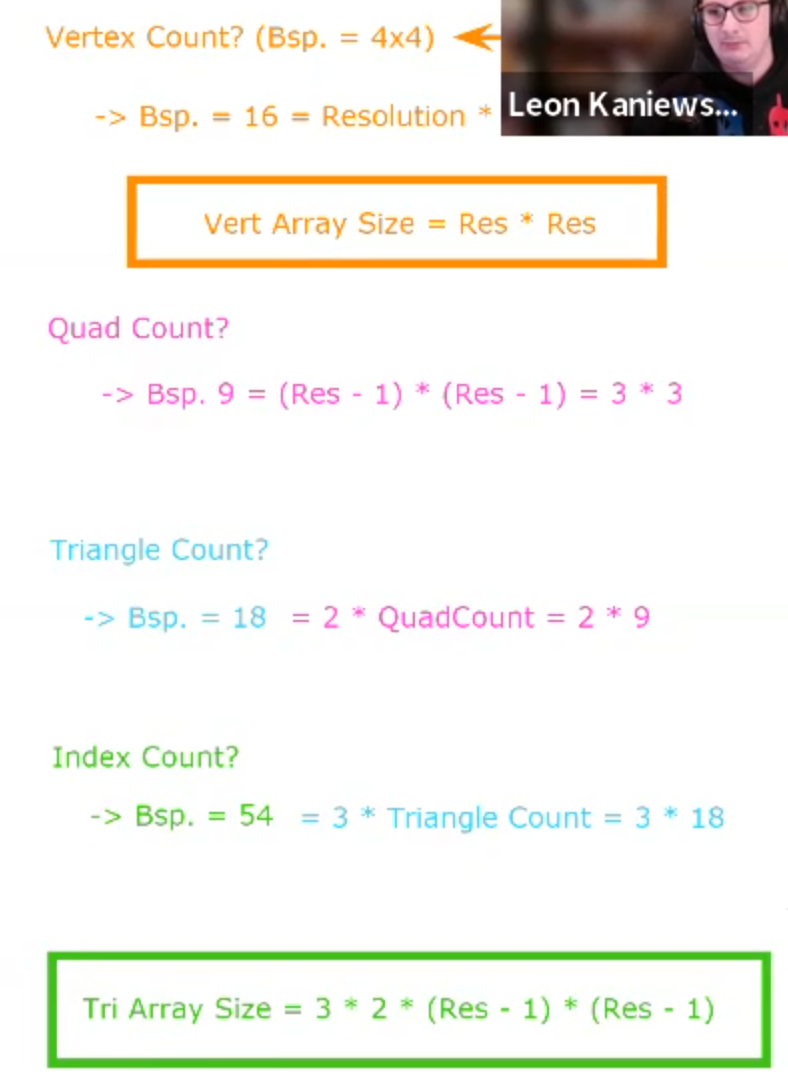 Vertex Count? (Bsp. = 4x4)
Leon Kaniews...
-> Bsp. = 16 = Resolution *
Vert Array Size = Res * Res
Quad Count?
-> Bsp. 9 = (Res - 1) * (Res - 1) = 3 * 3
Triangle Count?
-> Bsp. = 18 = 2 * QuadCount = 2 * 9
Index Count?
-> Bsp. = 54 = 3 * Triangle Count = 3 * 18
Tri Array Size = 3 * 2 * (Res - 1) * (Res - 1)